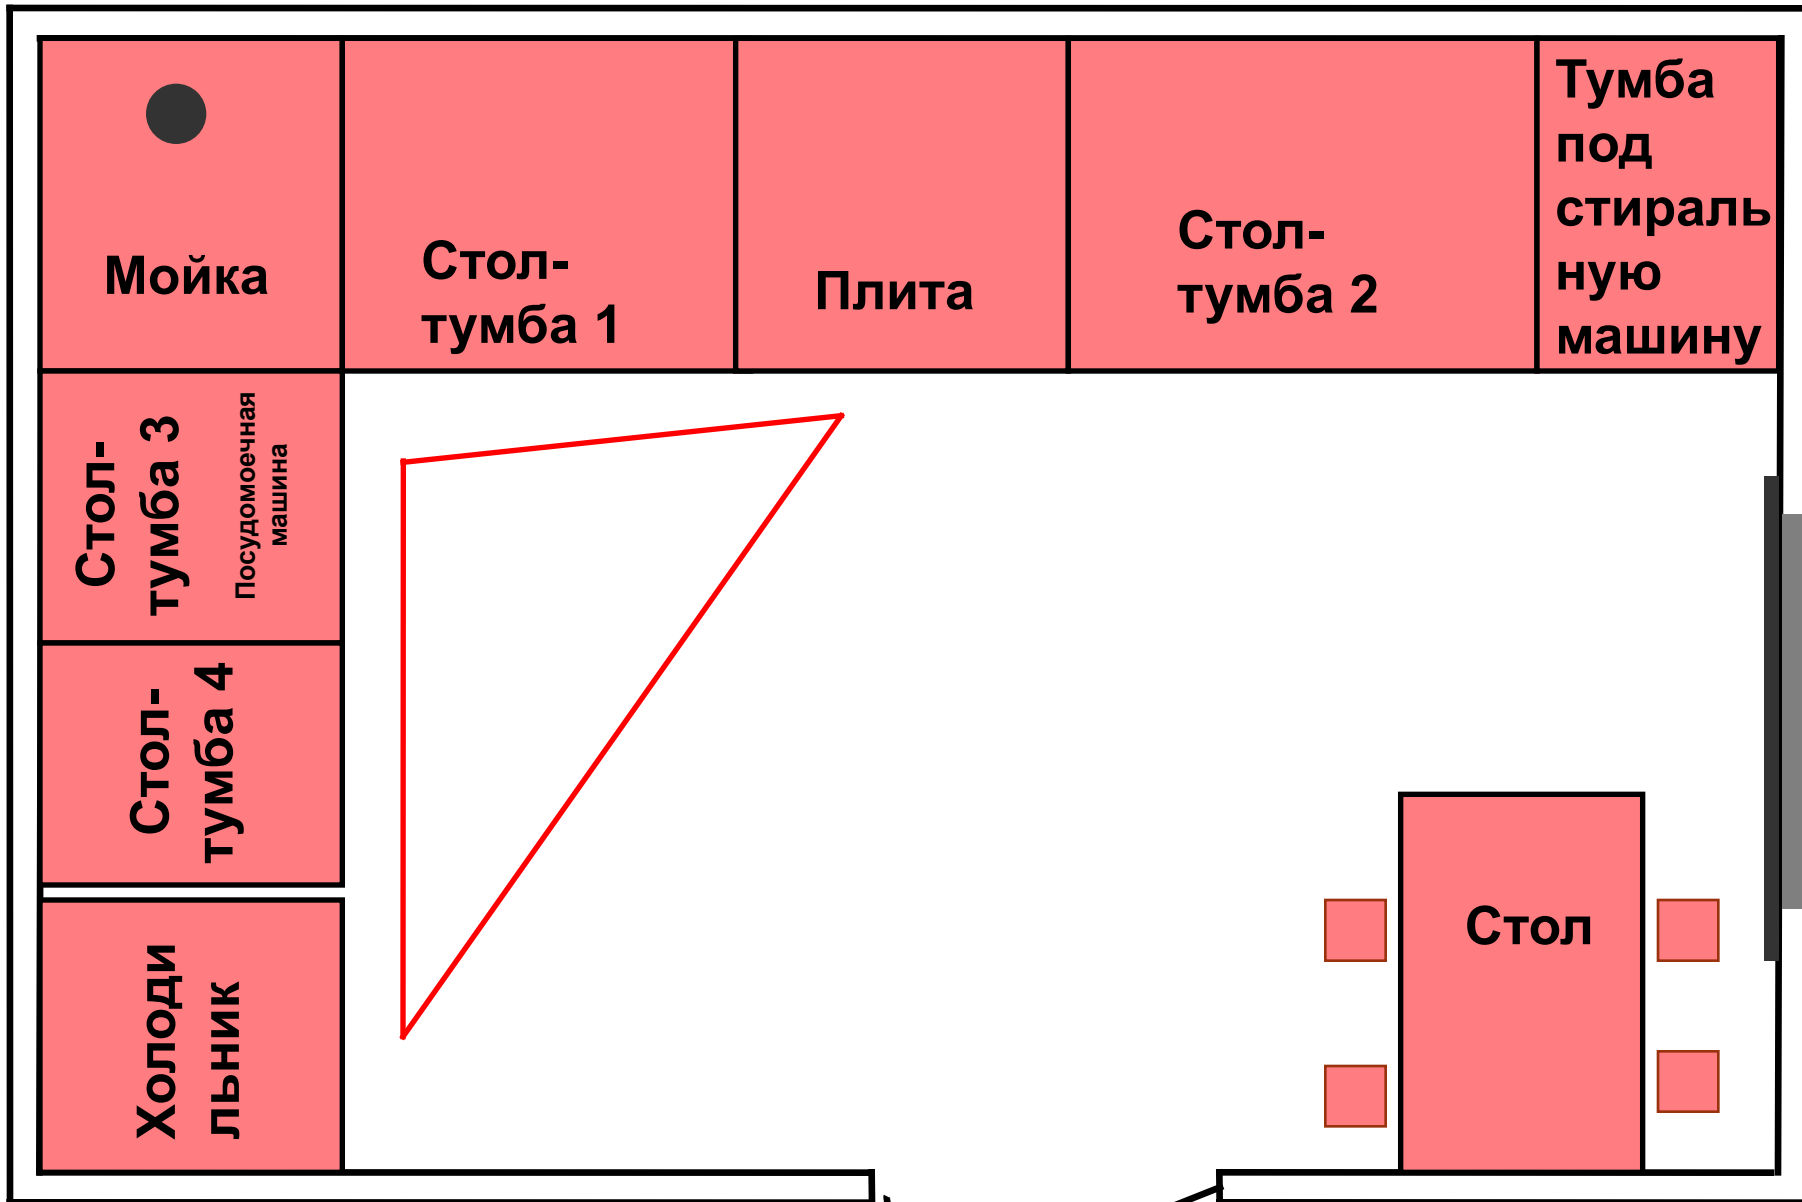 Мойка
Стол-
тумба 1
Плита
Стол-
тумба 2
Тумба
под
стираль
ную
машину
Стол-
тумба 3
Посудомоечная
машина
Стол-
тумба 4
Холоди
льник
Стол